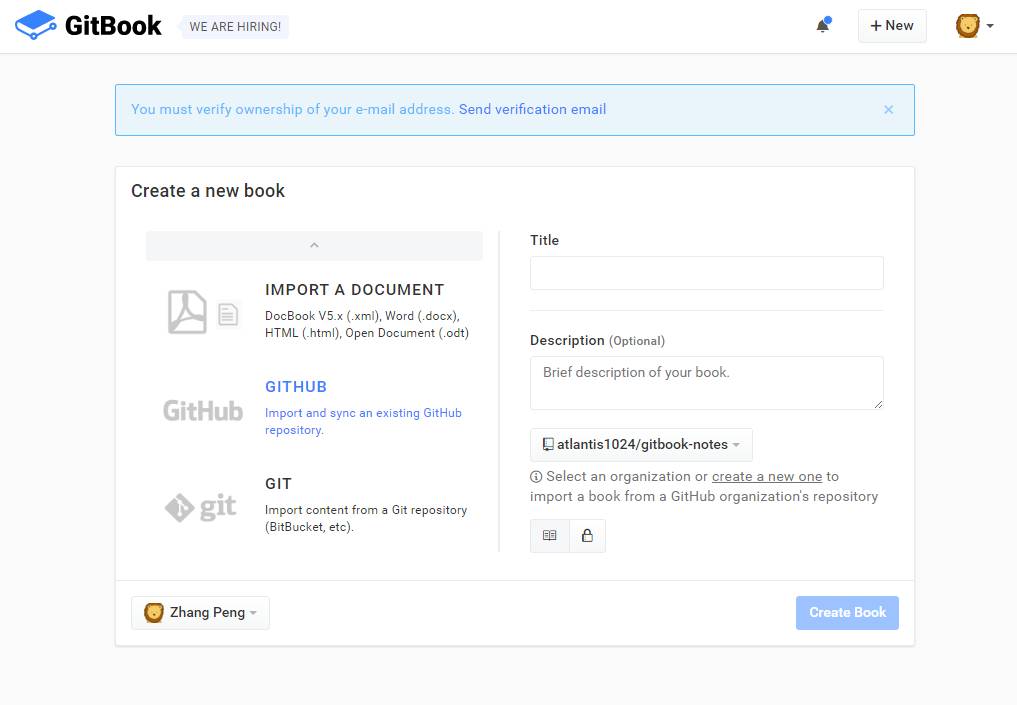 GitBook
WE ARE HIRING!
New
You must verify ownership of your e-mail address. Send verification email
Create a new book
IMPORT A DOCUMENT
DocBook V5.x (.xml), Word (.docx),
HTML (.html), Open Document (.odt)
GitHub
GITHUB
Import and sync an existing GitHub
repository.
git
GIT
Import content from a Git repository
(BitBucket, etc).
Title
Description (Optional)
Brief description of your book.
atlantis1024/gitbook-notes
Select an organization or create a new one to
import a book from a GitHub organization's repository
Zhang Peng
Create Book